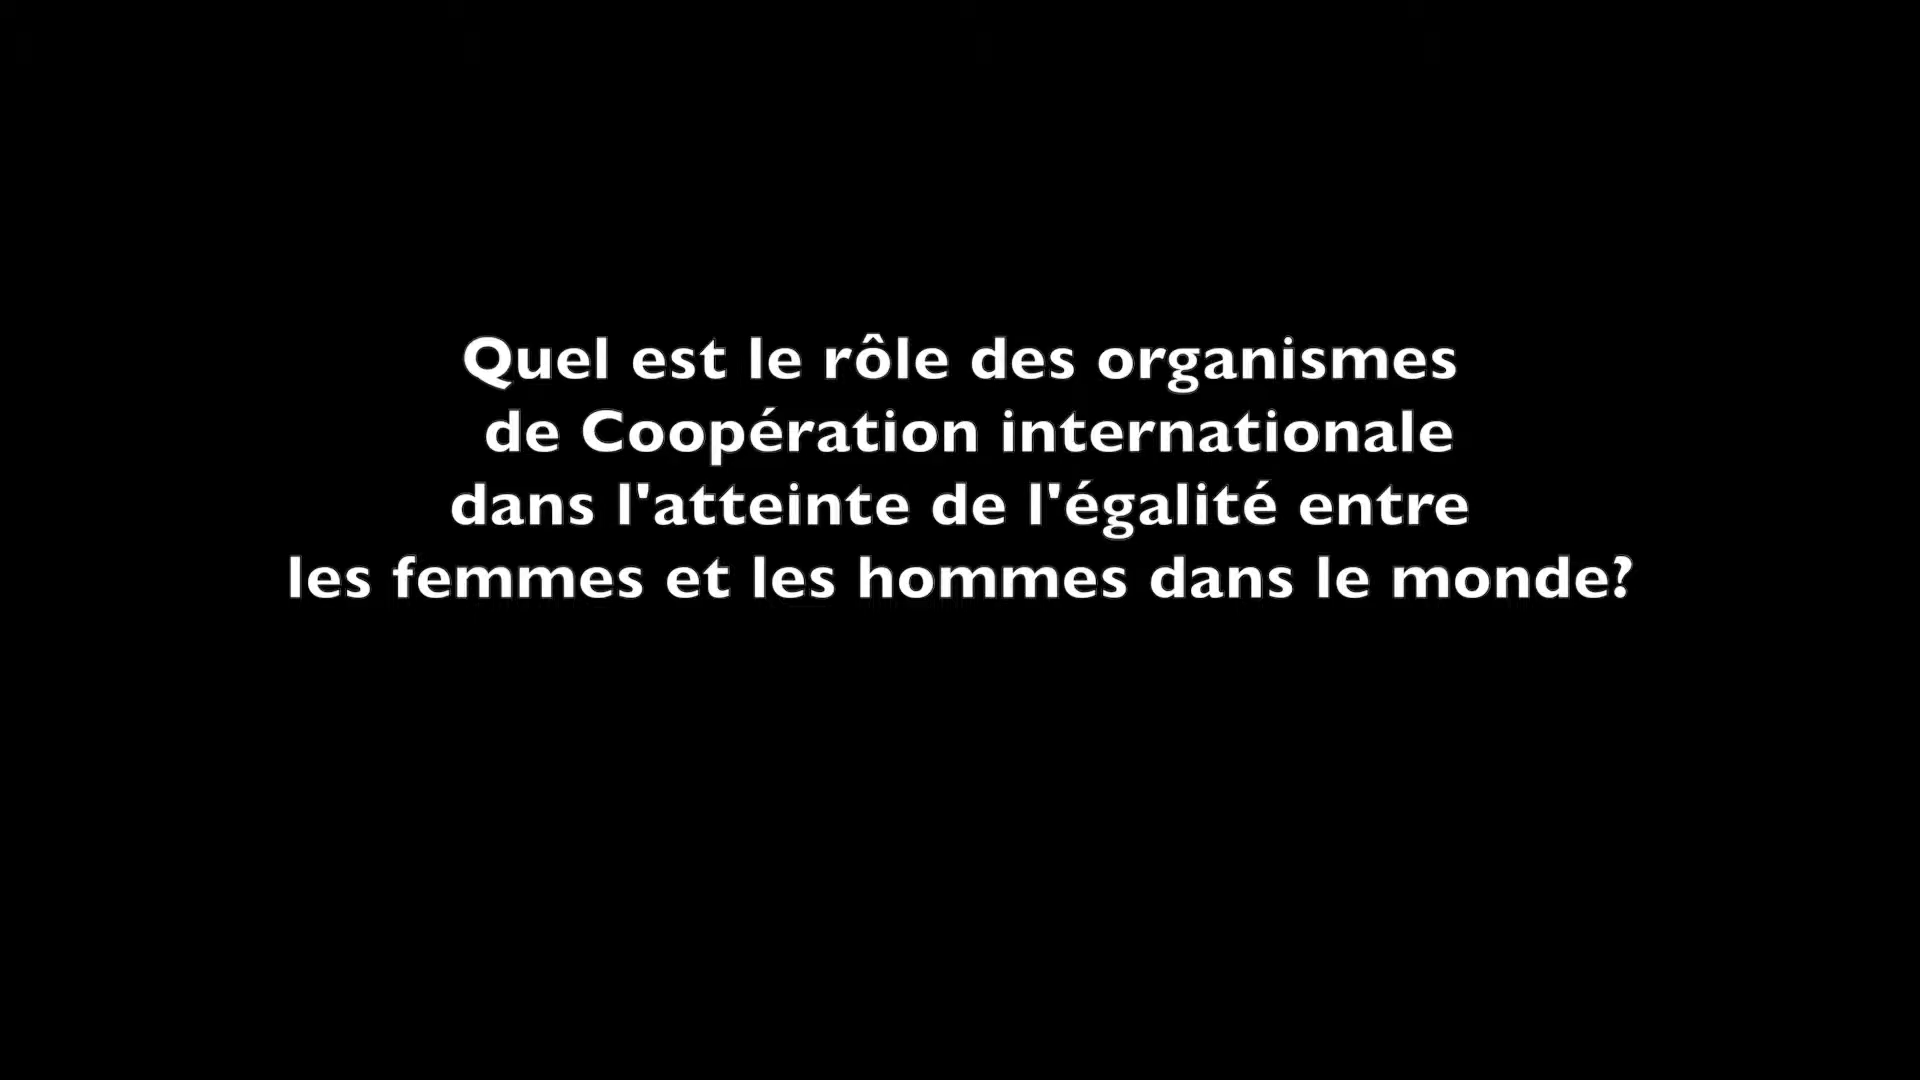 Quel est le rôle des organismes
de Coopération internationale
dans l'atteinte de l'égalité entre
les femmes et les hommes dans le monde?